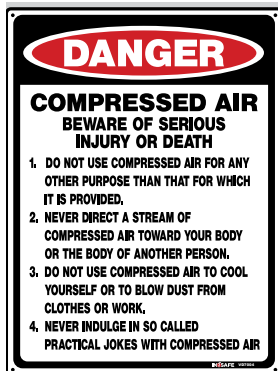 DANGER
COMPRESSED AIR
BEWARE OF SERIOUS
INJURY OR DEATH
1. DO NOT USE COMPRESSED AIR FOR ANY
OTHER PURPOSE THAN THAT FOR WHICH
IT IS PROVIDED.
2. NEVER DIRECT A STREAM OF
COMPRESSED AIR TOWARD YOUR BODY
OR THE BODY OF ANOTHER PERSON.
3. DO NOT USE COMPRESSED AIR TO COOL
YOURSELF OR TO BLOW DUST FROM
CLOTHES OR WORK.
4. NEVER INDULGE IN SO CALLED
PRACTICAL JOKES WITH COMPRESSED AIR